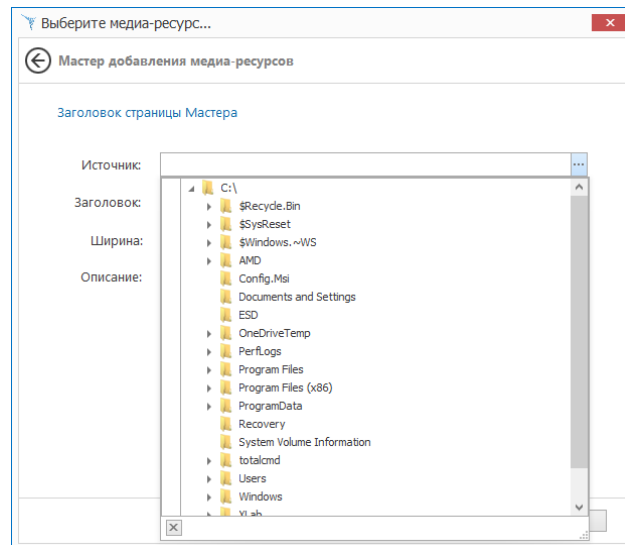 Выберите медиа-ресурс...
Мастер добавления медиа-ресурсов
Заголовок страницы Мастера
Источник:
Заголовок:
Ширина:
Описание:
C:\
$Recycle.Bin
$SysReset
$Windows.~WS
AMD
Config.Msi
Documents and Settings
ESD
OneDriveTemp
PerfLogs
Program Files
Program Files (x86)
ProgramData
Recovery
System Volume Information
totalcmd
Users
Windows